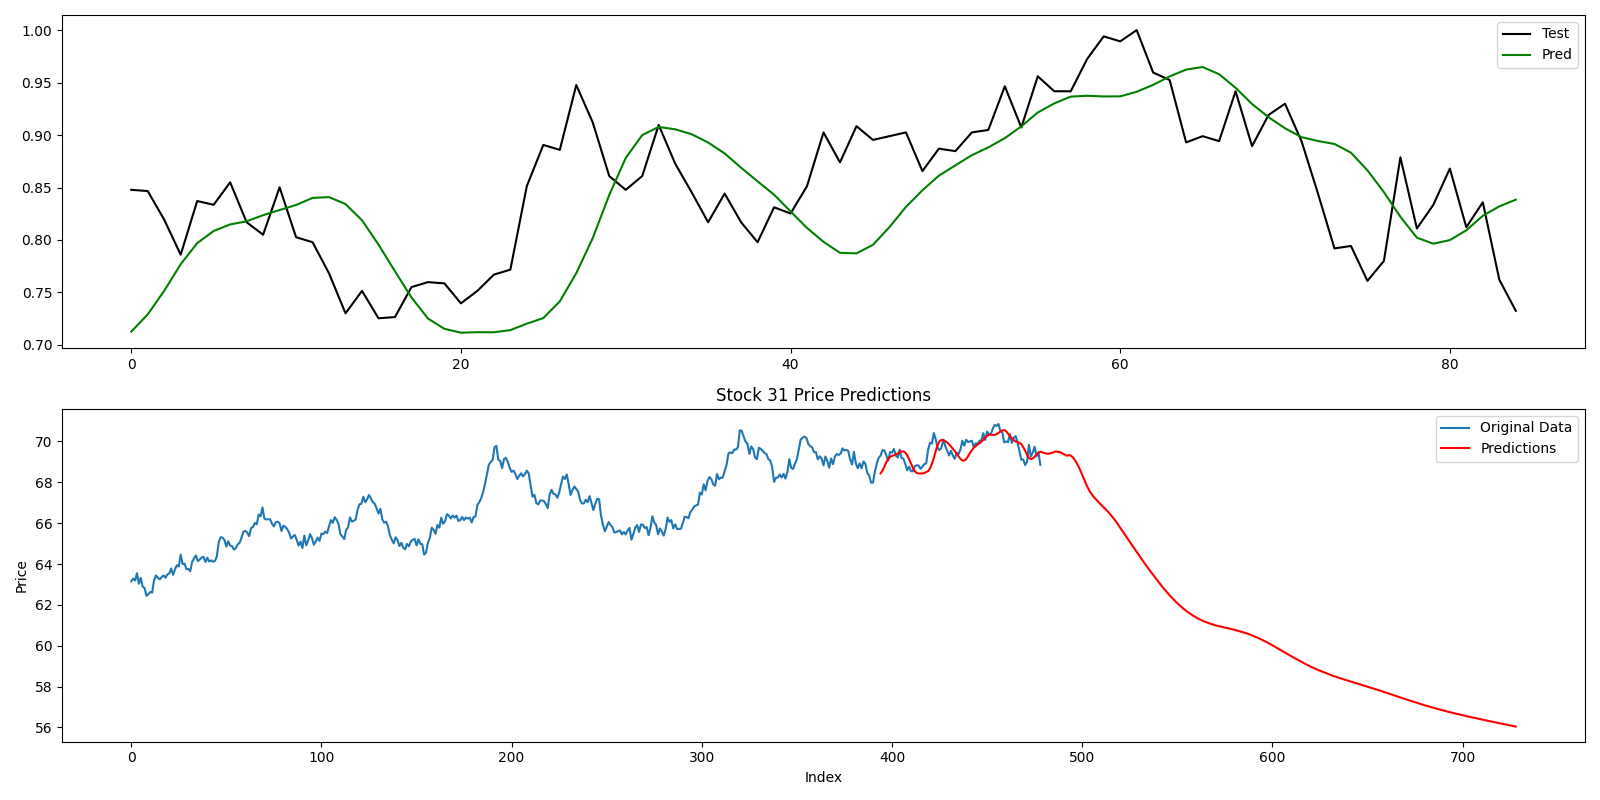 1.00
0.95
0.90
0.85
0.80
0.75
0.70
Test
Pred
0 20 40 60 80
Stock 31 Price Predictions
Price
70
68
66
64
62
60
58
56
Original Data
Predictions
0 100 200 300 400 500 600 700
Index